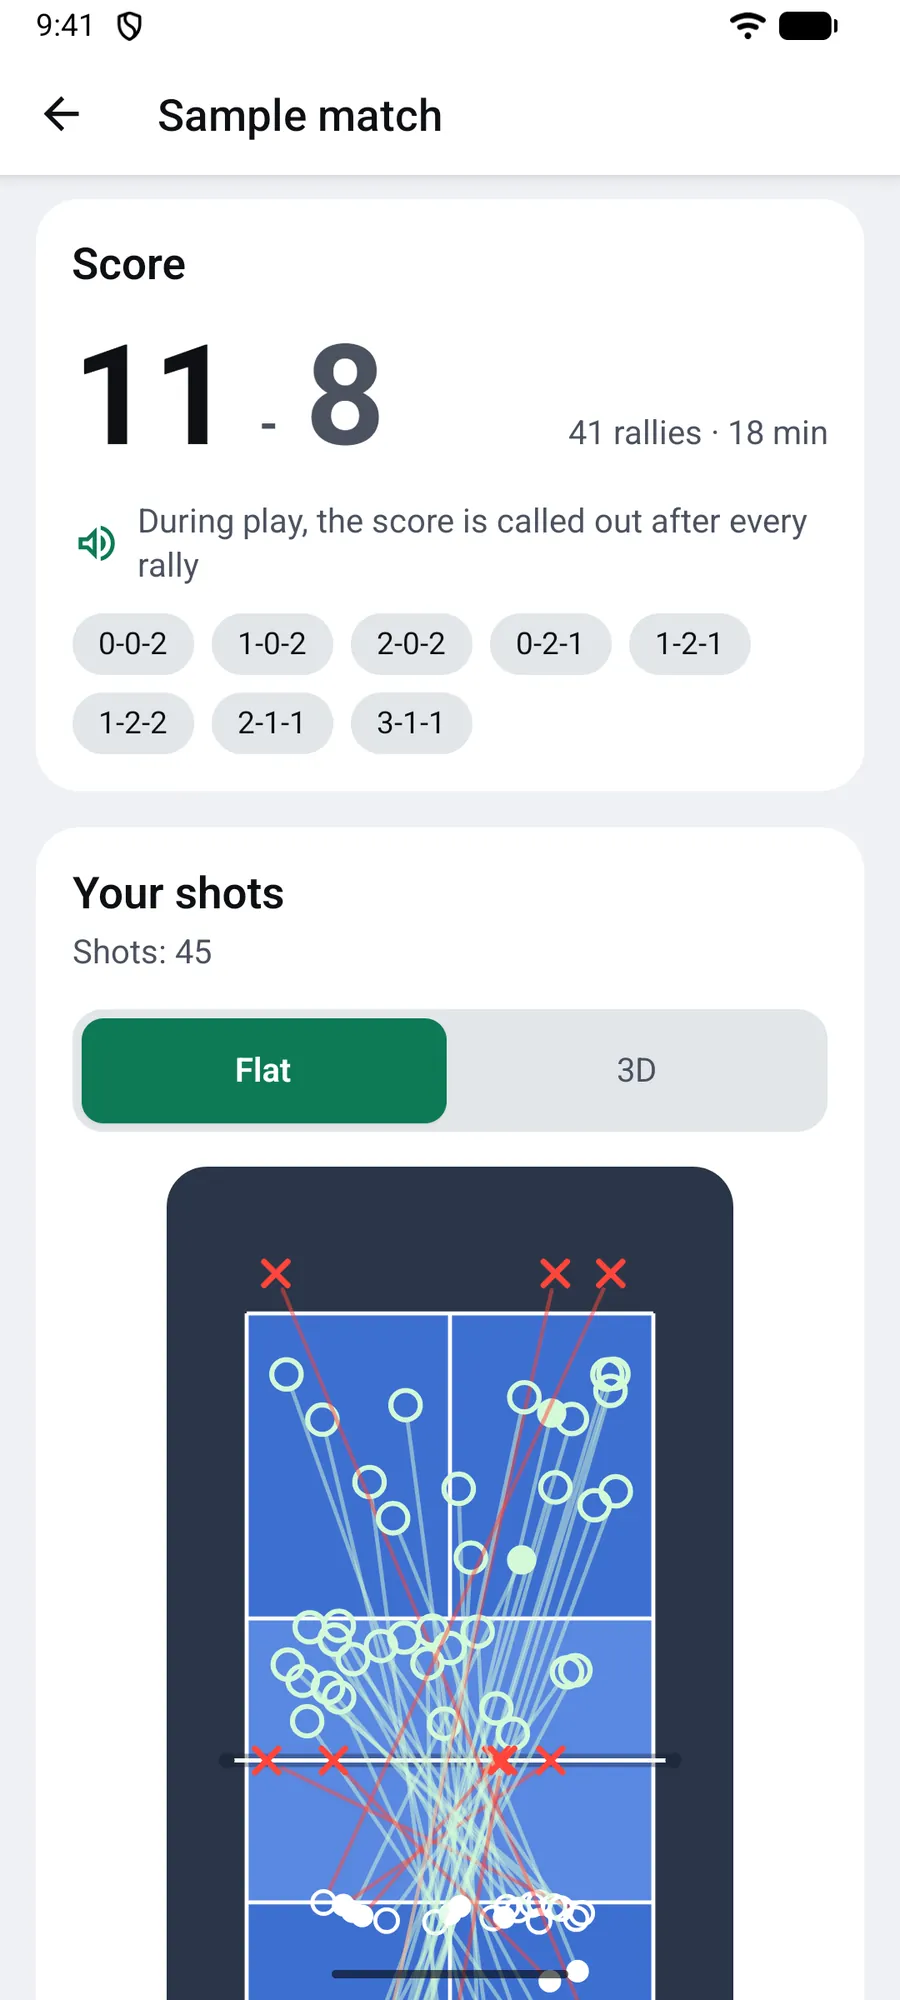 9:41
Sample match
Score
11 - 8
41 rallies · 18 min
During play, the score is called out after every
rally
0-0-2 1-0-2 2-0-2 0-2-1 1-2-1
1-2-2 2-1-1 3-1-1
Your shots
Shots: 45
Flat 3D